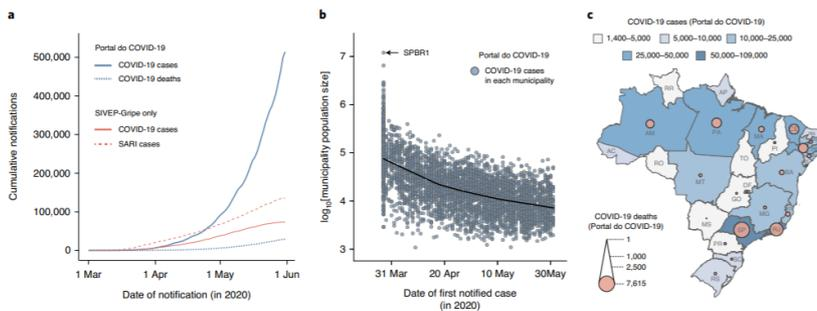 a
Portal do COVID-19
COVID-19 cases
COVID-19 deaths
SIVEP-Gripe only
COVID-19 cases
SARI cases
Cumulative notifications
500,000
400,000
300,000
200,000
100,000
0
1 Mar
1 Apr
1 May
1 Jun
Date of notification (in 2020)
b
SPBR1
Portal do COVID-19
COVID-19 cases
in each municipality
log10[municipality population size]
7
6
5
4
3
31 Mar
20 Apr
10 May
30May
Date of first notified case
(in 2020)
c
COVID-19 cases (Portal do COVID-19)
1,400–5,000
5,000–10,000
10,000–25,000
25,000–50,000
50,000–109,000
RR
AP
AM
PA
MA
AC
RO
TO
PI
BA
MT
DF
GO
MG
MS
SP
RJ
PR
SC
RS
COVID-19 deaths
(Portal do COVID-19)
1
1,000
2,500
7,615